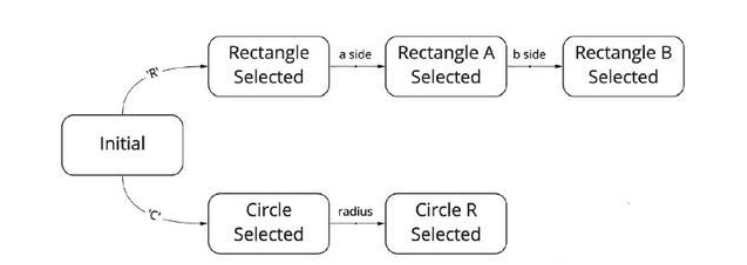 Rectangle
Selected
a side
Rectangle A
Selected
b side
Rectangle B
Selected
'R'
Initial
'C'
Circle
Selected
radius
Circle R
Selected